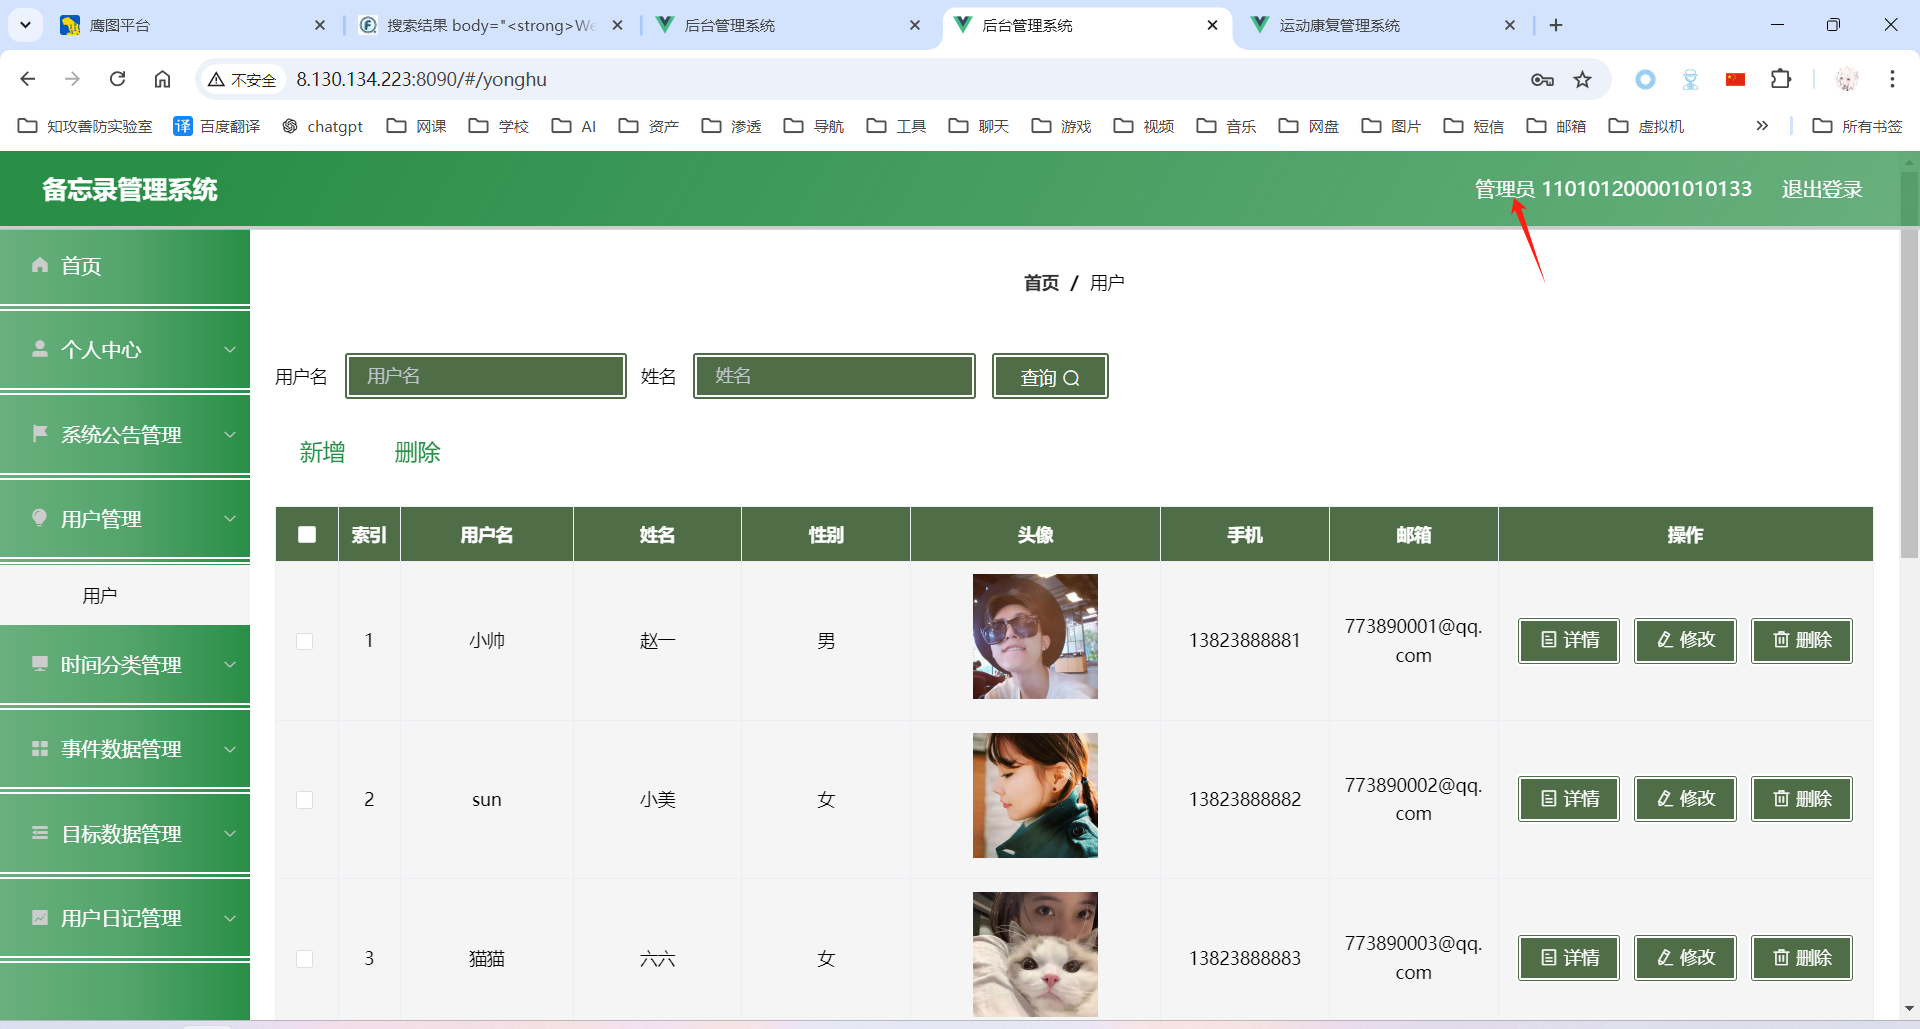 鹰图平台
搜索结果 body="<strong>We
后台管理系统
后台管理系统
运动康复管理系统
不安全
8.130.134.223:8090/#/yonghu
知攻善防实验室
译 百度翻译
chatgpt
网课
学校
AI
资产
渗透
导航
工具
聊天
游戏
视频
音乐
网盘
图片
短信
邮箱
虚拟机
所有书签
备忘录管理系统
管理员 110101200001010133
退出登录
首页
个人中心
系统公告管理
用户管理
用户
时间分类管理
事件数据管理
目标数据管理
用户日记管理
首页 / 用户
用户名 用户名 姓名 姓名 查询
新增 删除
索引 用户名 姓名 性别 头像 手机 邮箱 操作
1 小帅 赵一 男 13823888881 773890001@qq.
com
详情 修改 删除
2 sun 小美 女 13823888882 773890002@qq.
com
详情 修改 删除
3 猫猫 六六 女 13823888883 773890003@qq.
com
详情 修改 删除